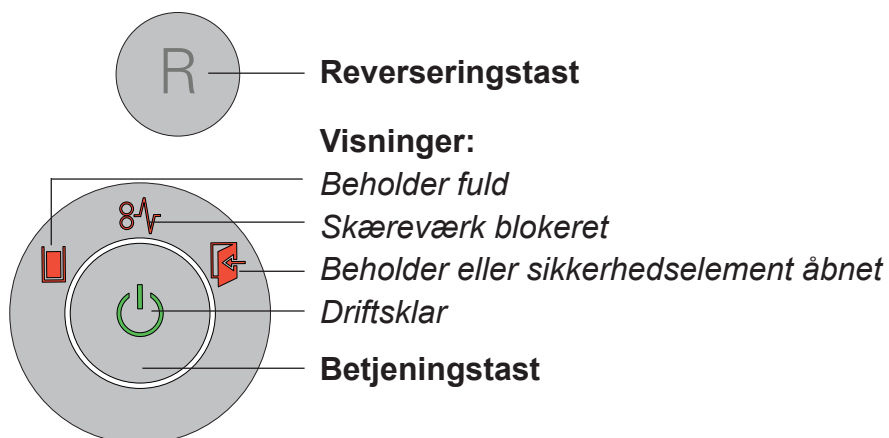 R
Reverseringstast
Visninger:
Beholder fuld
Skæreværk blokeret
Beholder eller sikkerhedselement åbnet
Driftsklar
Betjeningstast